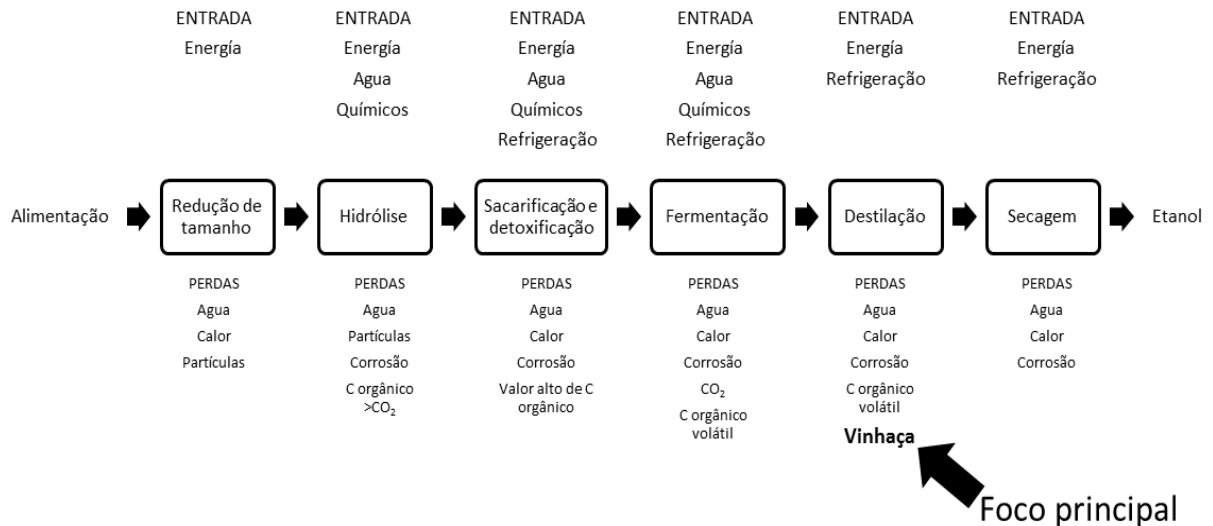 ENTRADA
Energía
ENTRADA
Energía
Agua
Químicos
ENTRADA
Energía
Agua
Químicos
Refrigeração
ENTRADA
Energía
Agua
Químicos
Refrigeração
ENTRADA
Energía
Refrigeração
ENTRADA
Energía
Refrigeração
Alimentação
Redução de
tamanho
Hidrólise
Sacarificação e
detoxificação
Fermentação
Destilação
Secagem
Etanol
PERDAS
Agua
Calor
Partículas
PERDAS
Agua
Partículas
Corrosão
C orgânico
>CO₂
PERDAS
Agua
Calor
Corrosão
Valor alto de C
orgânico
PERDAS
Agua
Calor
Corrosão
CO₂
C orgânico
volátil
PERDAS
Agua
Calor
Corrosão
C orgânico
volátil
Vinhaça
PERDAS
Agua
Calor
Corrosão
Foco principal